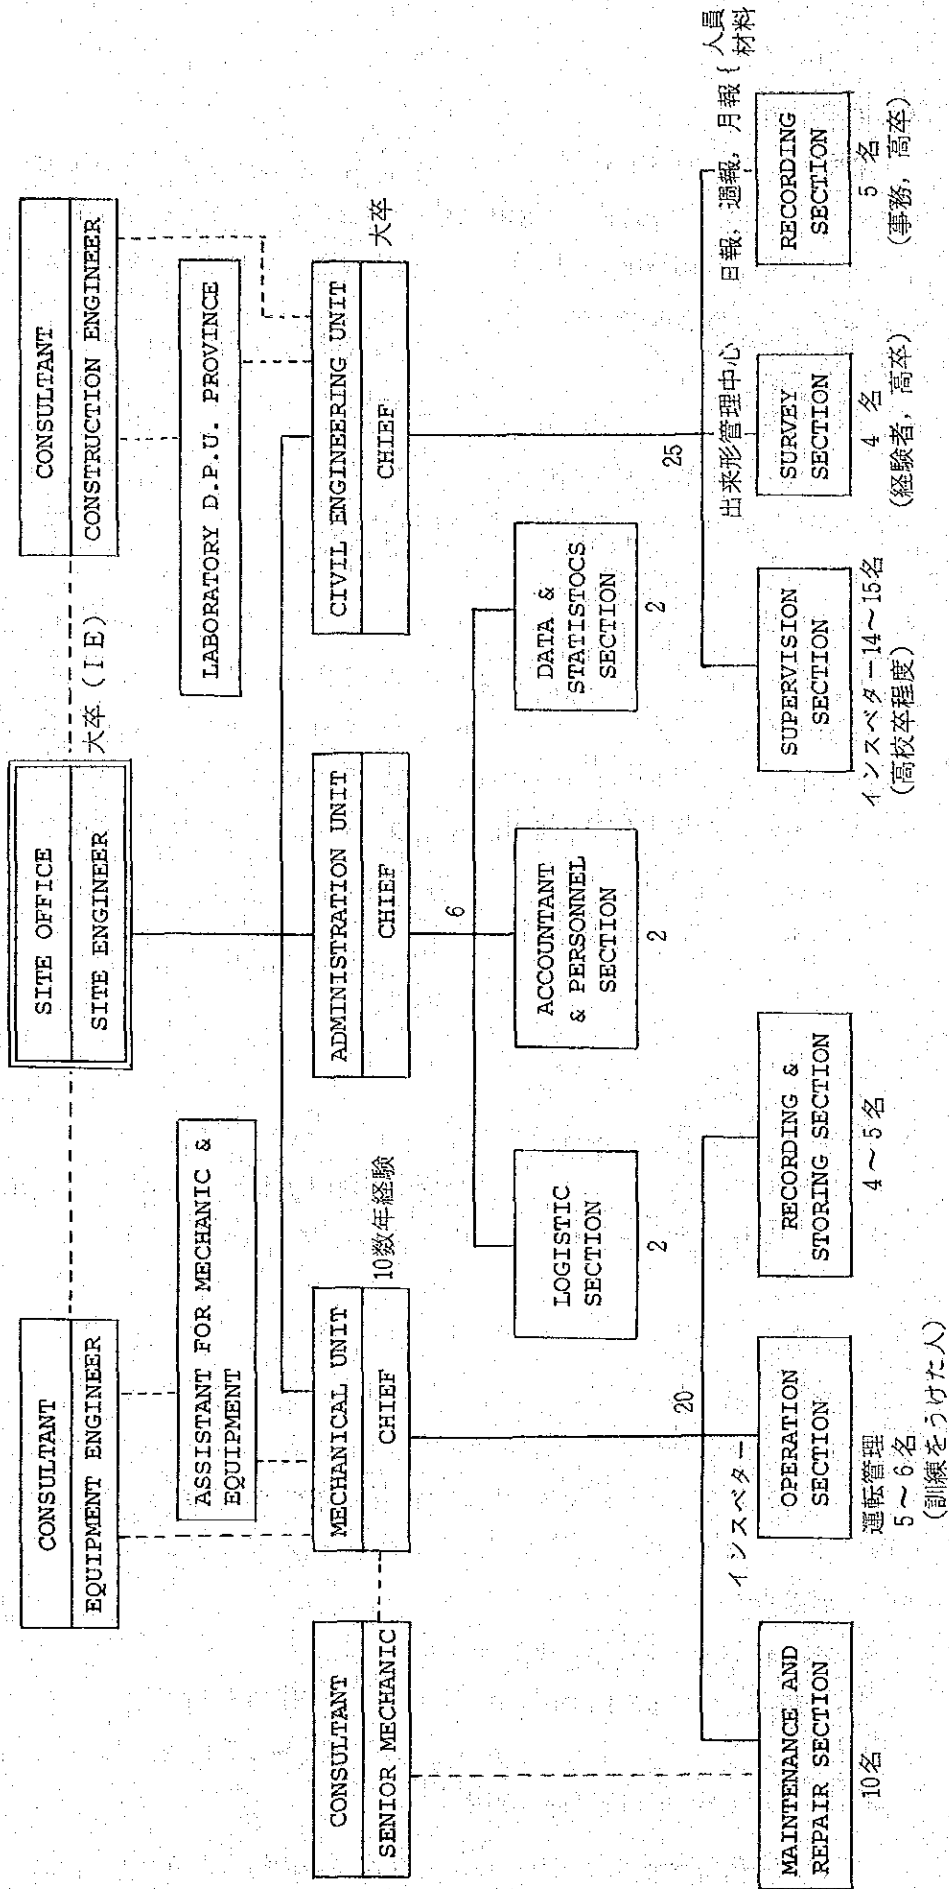 CONSULTANT
EQUIPMENT ENGINEER
SITE OFFICE
SITE ENGINEER
大卒 (IE)
CONSULTANT
CONSTRUCTION ENGINEER
ASSISTANT FOR MECHANIC &
EQUIPMENT
LABORATORY D.P.U. PROVINCE
CONSULTANT
SENIOR MECHANIC
MECHANICAL UNIT
CHIEF
10数年経験
ADMINISTRATION UNIT
CHIEF
CIVIL ENGINEERING UNIT
CHIEF
大卒
6
LOGISTIC
SECTION
2
ACCOUNTANT
& PERSONNEL
SECTION
2
DATA &
STATISTOCS
SECTION
2
20
インスペクター
25
出来形管理中心
日報, 週報, 月報 {
人員
材料
MAINTENANCE AND
REPAIR SECTION
10名
OPERATION
SECTION
運転管理
5～6名
(訓練をうけた人)
RECORDING &
STORING SECTION
4～5名
SUPERVISION
SECTION
インスペクター14～15名
(高校卒程度)
SURVEY
SECTION
4 名
(経験者, 高卒)
RECORDING
SECTION
5 名
(事務, 高卒)